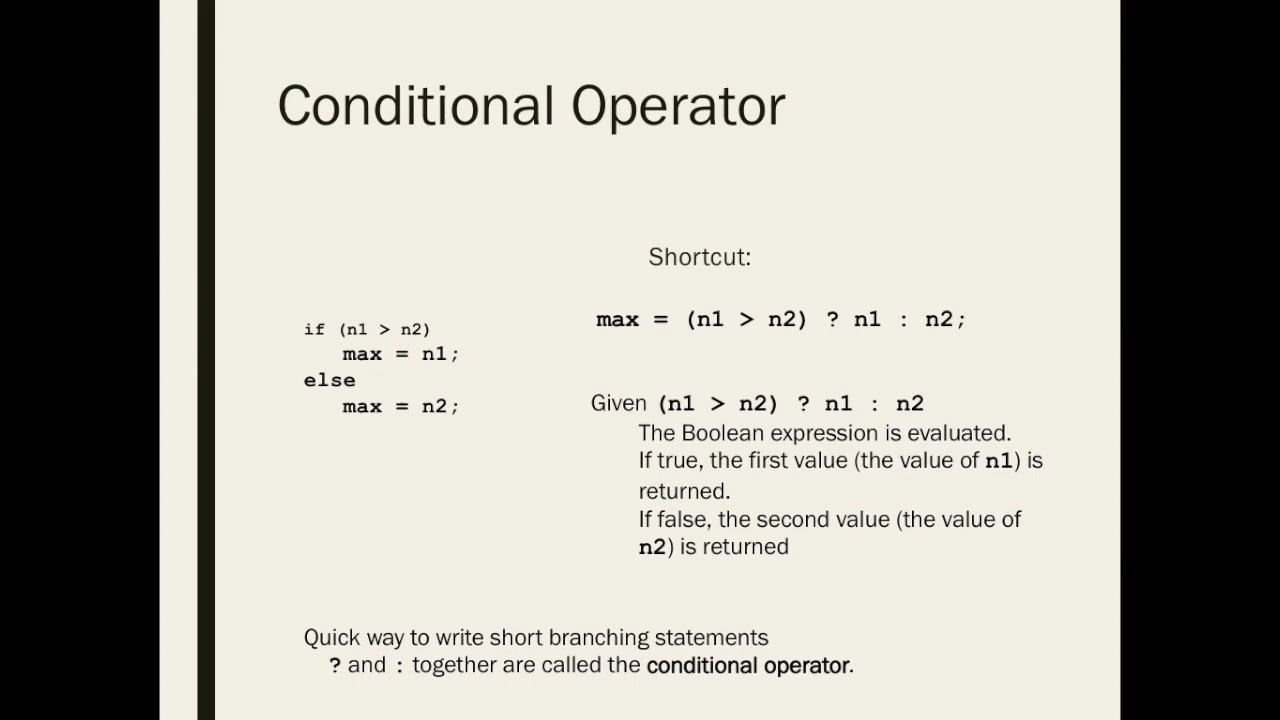 Conditional Operator
if (n1 > n2)
max = n1;
else
max = n2;
Shortcut:
max = (n1 > n2) ? n1 : n2;
Given (n1 > n2) ? n1 : n2
The Boolean expression is evaluated.
If true, the first value (the value of n1) is
returned.
If false, the second value (the value of
n2) is returned
Quick way to write short branching statements
? and : together are called the conditional operator.